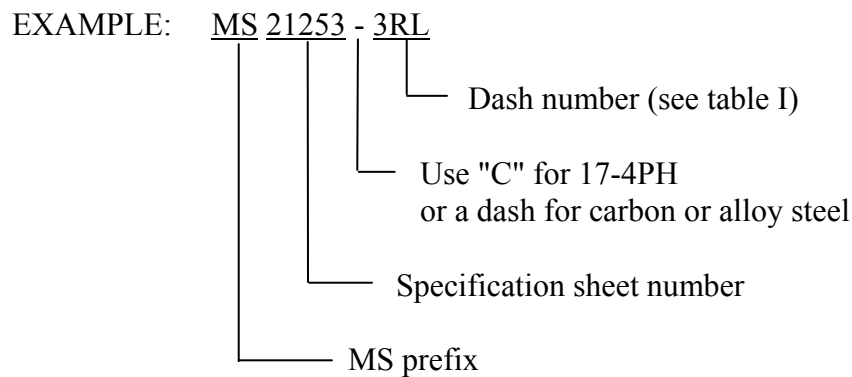 EXAMPLE: MS 21253 - 3RL
Dash number (see table I)
Use "C" for 17-4PH
or a dash for carbon or alloy steel
Specification sheet number
MS prefix